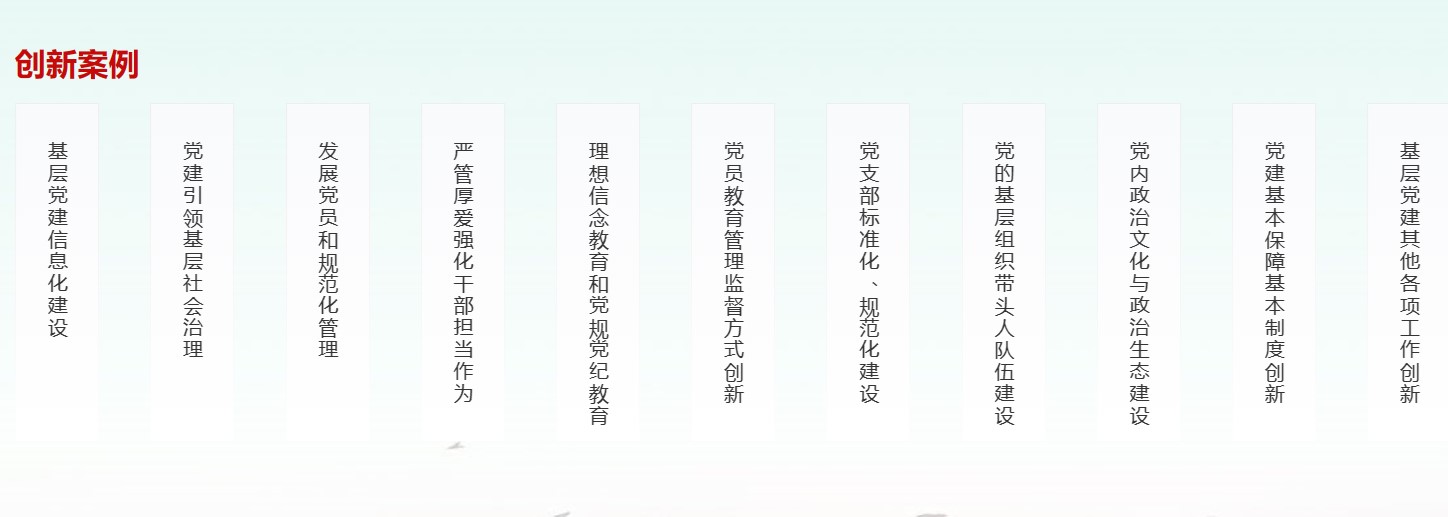 创新案例
基层党建信息化建设
党建引领基层社会治理
发展党员和规范化管理
严管厚爱强化干部担当作为
理想信念教育和党规党纪教育
党员教育管理监督方式创新
党支部标准化、规范化建设
党的基层组织带头人队伍建设
党内政治文化与政治生态建设
党建基本保障基本制度创新
基层党建其他各项工作创新